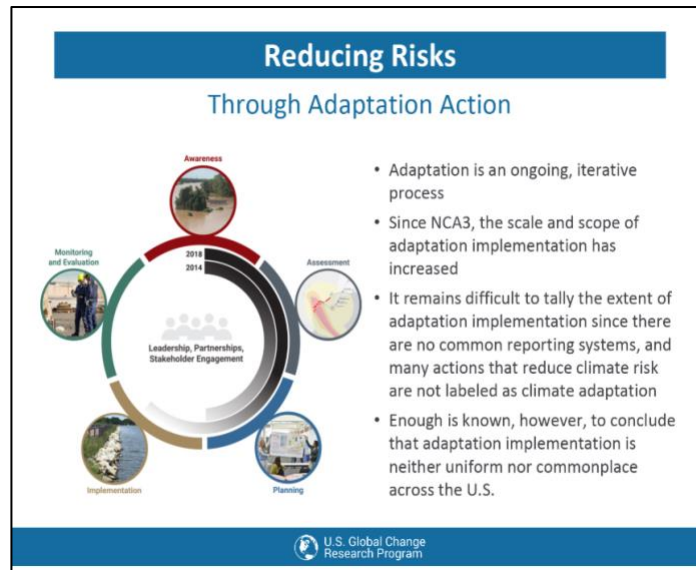 Reducing Risks
Through Adaptation Action
Awareness
Monitoring
and Evaluation
2018
2014
Assessment
Leadership, Partnerships,
Stakeholder Engagement
Implementation
Planning
• Adaptation is an ongoing, iterative
process
• Since NCA3, the scale and scope of
adaptation implementation has
increased
• It remains difficult to tally the extent of
adaptation implementation since there
are no common reporting systems, and
many actions that reduce climate risk
are not labeled as climate adaptation
• Enough is known, however, to conclude
that adaptation implementation is
neither uniform nor commonplace
across the U.S.
U.S. Global Change
Research Program